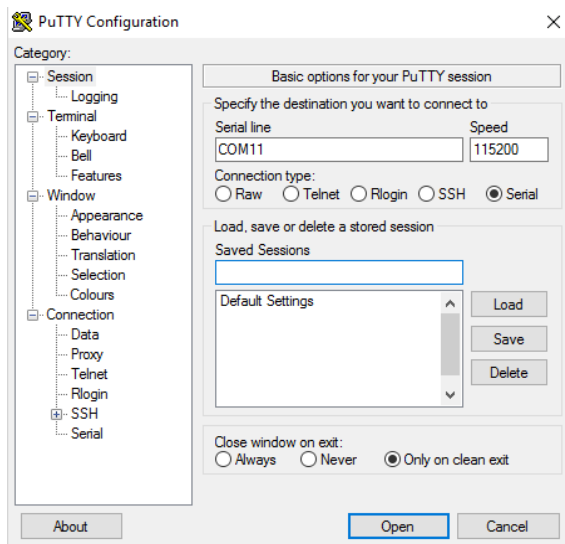 PuTTY Configuration
Category:
Session
Logging
Terminal
Keyboard
Bell
Features
Window
Appearance
Behaviour
Translation
Selection
Colours
Connection
Data
Proxy
Telnet
Rlogin
SSH
Serial
Basic options for your PuTTY session
Specify the destination you want to connect to
Serial line Speed
COM11 115200
Connection type:
Raw Telnet Rlogin SSH Serial
Load, save or delete a stored session
Saved Sessions
Default Settings
Load
Save
Delete
Close window on exit:
Always Never Only on clean exit
About Open Cancel